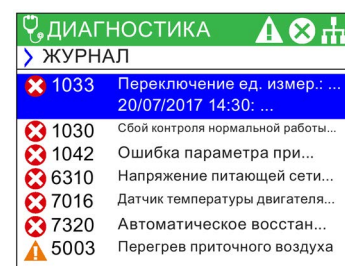 ДИАГНОСТИКА
ЖУРНАЛ
1033 Переключение ед. измер.: ...
20/07/2017 14:30: ...
1030 Сбой контроля нормальной работы...
1042 Ошибка параметра при...
6310 Напряжение питающей сети...
7016 Датчик температуры двигателя...
7320 Автоматическое восстан...
5003 Перегрев приточного воздуха